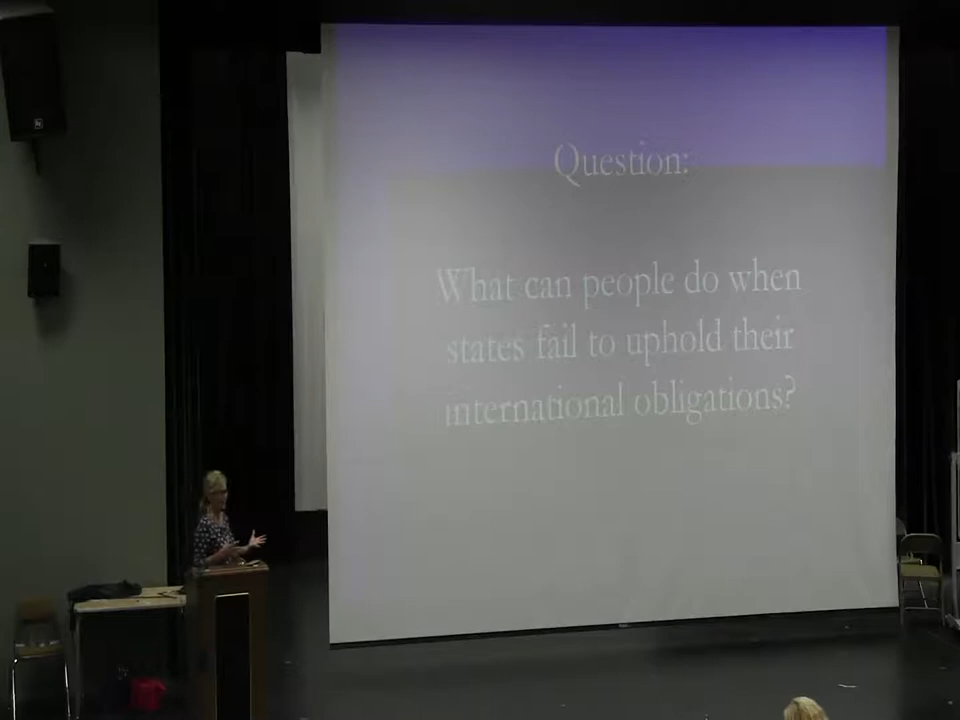 Question:
What can people do when
states fail to uphold their
international obligations?